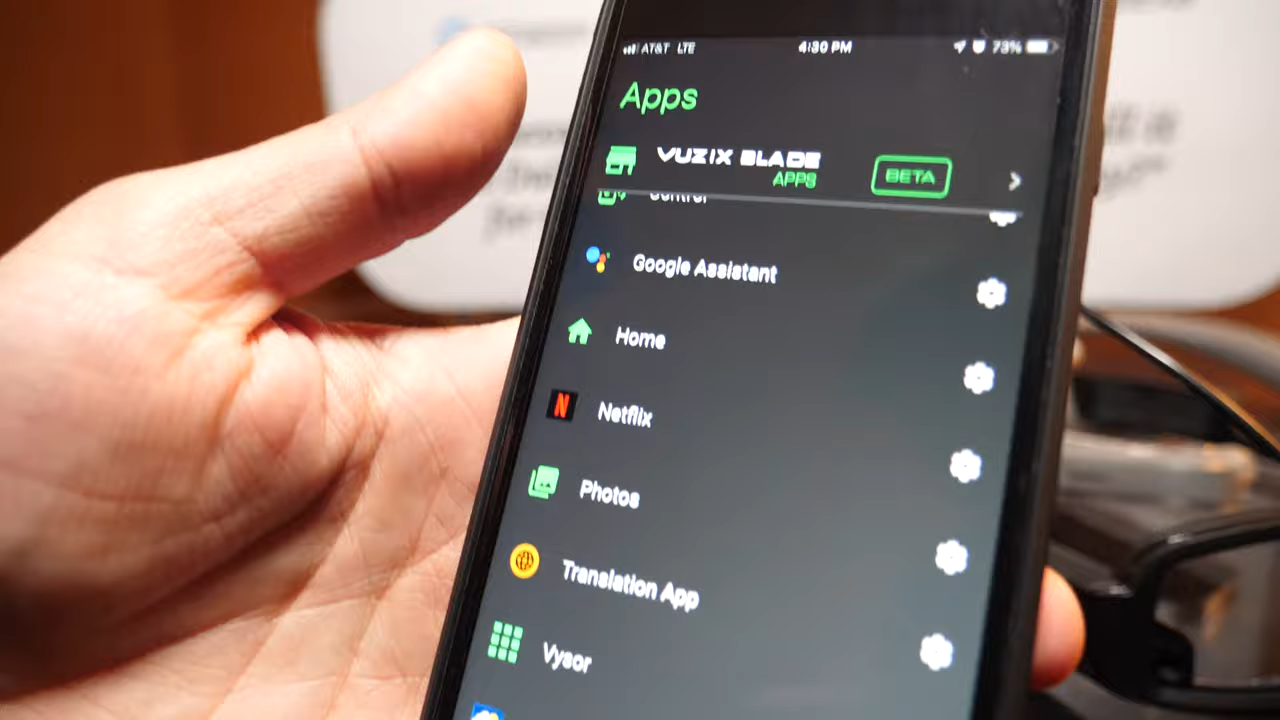 AT&T LTE 4:30 PM 73%
Apps
VUZIX BLADE
APPS
BETA
Control
Google Assistant
Home
Netflix
Photos
Translation App
Vysor